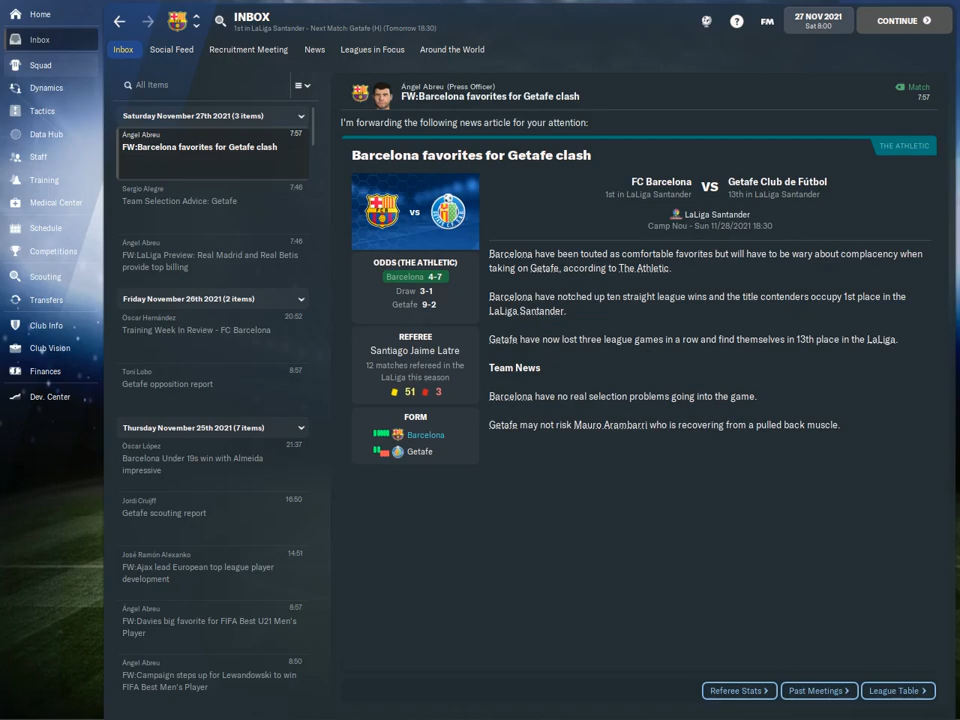 Home
Inbox
Squad
Dynamics
Tactics
Data Hub
Staff
Training
Medical Center
Schedule
Competitions
Scouting
Transfers
Club Info
Club Vision
Finances
Dev. Center
INBOX
1st in LaLiga Santander - Next Match: Getafe (H) (Tomorrow 18:30)
?
FM
27 NOV 2021
Sat 8:00
CONTINUE
Inbox
Social Feed
Recruitment Meeting
News
Leagues in Focus
Around the World
All Items
Saturday November 27th 2021 (3 items)
Ángel Abreu 7:57
FW:Barcelona favorites for Getafe clash
Sergio Alegre 7:46
Team Selection Advice: Getafe
Ángel Abreu 7:46
FW:LaLiga Preview: Real Madrid and Real Betis
provide top billing
Friday November 26th 2021 (2 items)
Óscar Hernández 20:52
Training Week In Review - FC Barcelona
Toni Lobo 8:57
Getafe opposition report
Thursday November 25th 2021 (7 items)
Óscar López 21:37
Barcelona Under 19s win with Almeida
impressive
Jordi Cruijff 16:50
Getafe scouting report
José Ramón Alexanko 14:51
FW:Ajax lead European top league player
development
Ángel Abreu 8:57
FW:Davies big favorite for FIFA Best U21 Men's
Player
Ángel Abreu 8:50
FW:Campaign steps up for Lewandowski to win
FIFA Best Men's Player
Ángel Abreu (Press Officer)
FW:Barcelona favorites for Getafe clash
Match
7:57
I'm forwarding the following news article for your attention:
THE ATHLETIC
Barcelona favorites for Getafe clash
VS
ODDS (THE ATHLETIC)
Barcelona 4-7
Draw 3-1
Getafe 9-2
REFEREE
Santiago Jaime Latre
12 matches refereed in the
LaLiga this season
51 3
FORM
Barcelona
Getafe
FC Barcelona VS Getafe Club de Fútbol
1st in LaLiga Santander 13th in LaLiga Santander
LaLiga Santander
Camp Nou - Sun 11/28/2021 18:30
Barcelona have been touted as comfortable favorites but will have to be wary about complacency when
taking on Getafe, according to The Athletic.
Barcelona have notched up ten straight league wins and the title contenders occupy 1st place in the
LaLiga Santander.
Getafe have now lost three league games in a row and find themselves in 13th place in the LaLiga.
Team News
Barcelona have no real selection problems going into the game.
Getafe may not risk Mauro Arambarri who is recovering from a pulled back muscle.
Referee Stats
Past Meetings
League Table